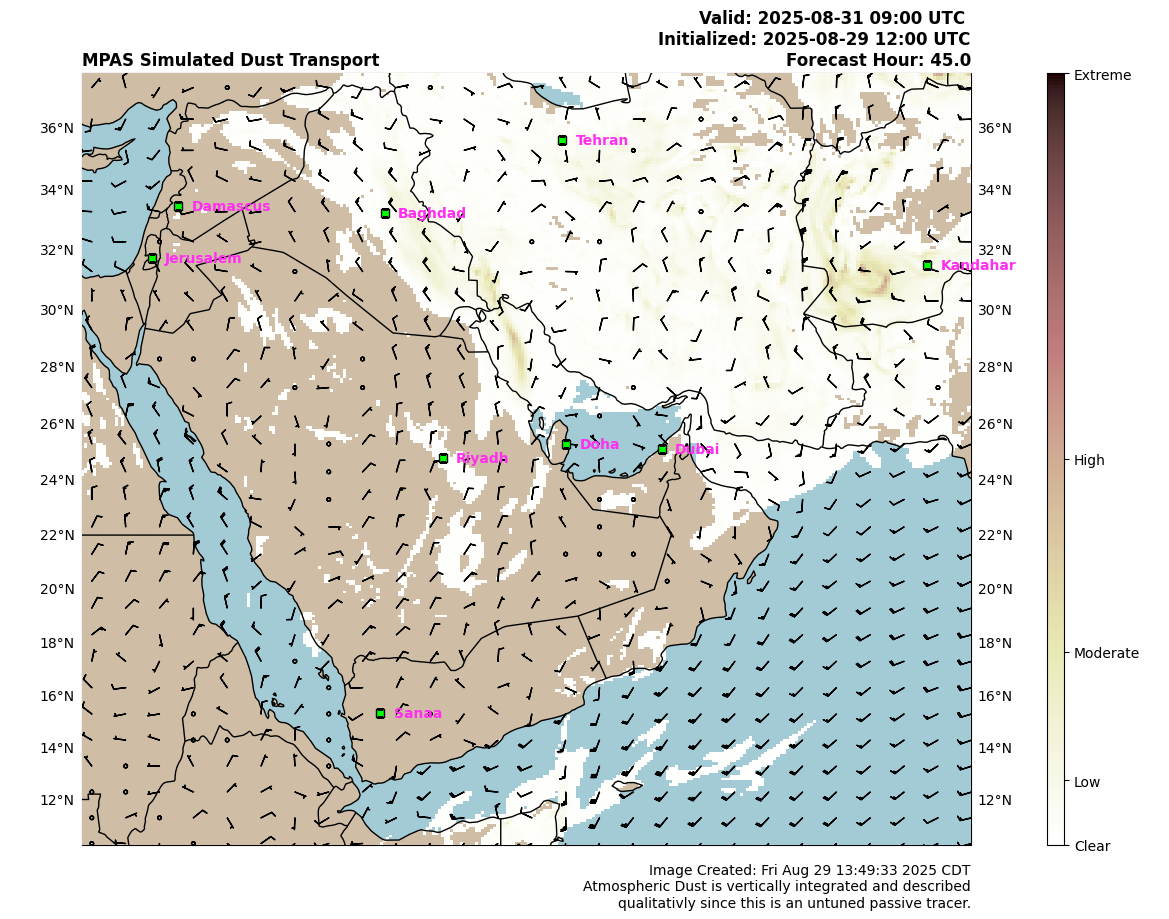 Valid: 2025-08-31 09:00 UTC
Initialized: 2025-08-29 12:00 UTC
MPAS Simulated Dust Transport
Forecast Hour: 45.0
Extreme
36°N
36°N
Tehran
34°N
34°N
Damascus
Baghdad
32°N
32°N
Jerusalem
Kandahar
30°N
30°N
28°N
28°N
26°N
26°N
Doha
Dubai
Riyadh
High
24°N
24°N
22°N
22°N
20°N
20°N
18°N
18°N
Moderate
16°N
16°N
Sanaa
14°N
14°N
Low
12°N
12°N
Clear
Image Created: Fri Aug 29 13:49:33 2025 CDT
Atmospheric Dust is vertically integrated and described
qualitativly since this is an untuned passive tracer.